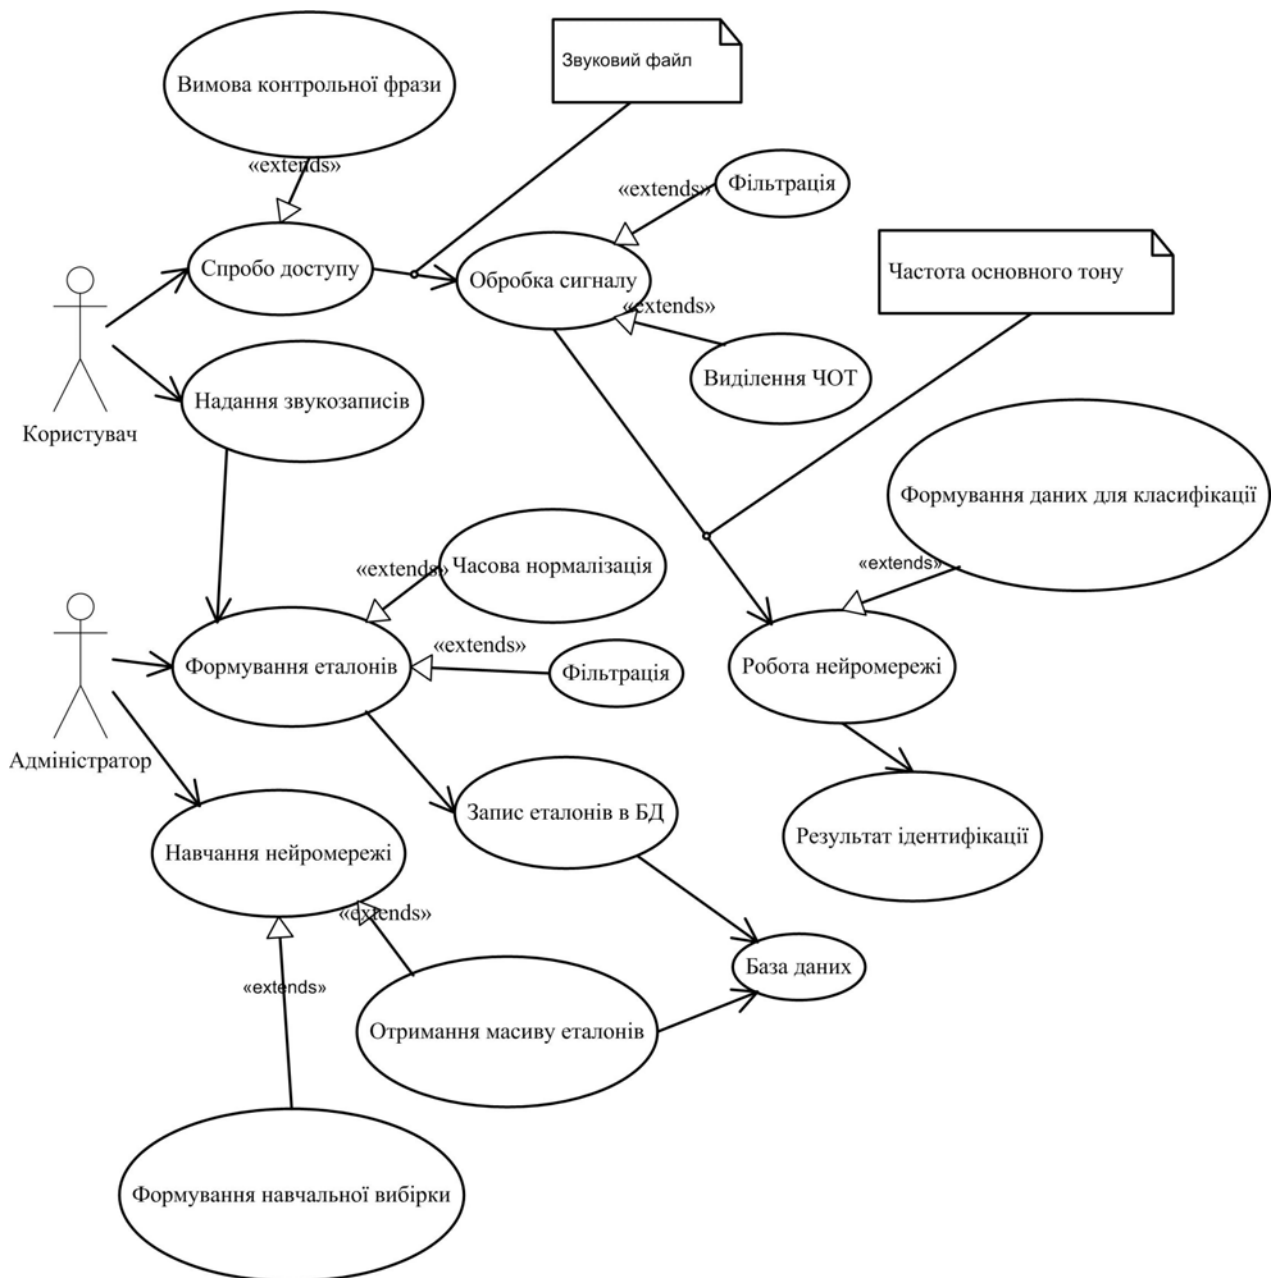 Звуковий файл
Вимова контрольної фрази
«extends»
Фільтрація
«extends»
Спробо доступу
Обробка сигналу
Частота основного тону
«extends»
Виділення ЧОТ
Надання звукозаписів
Користувач
Формування даних для класифікації
Часова нормалізація
«extends»
«extends»
«extends»
Формування еталонів
Фільтрація
Робота нейромережі
Адміністратор
Запис еталонів в БД
Результат ідентифікації
Навчання нейромережі
«extends»
База даних
«extends»
Отримання масиву еталонів
Формування навчальної вибірки